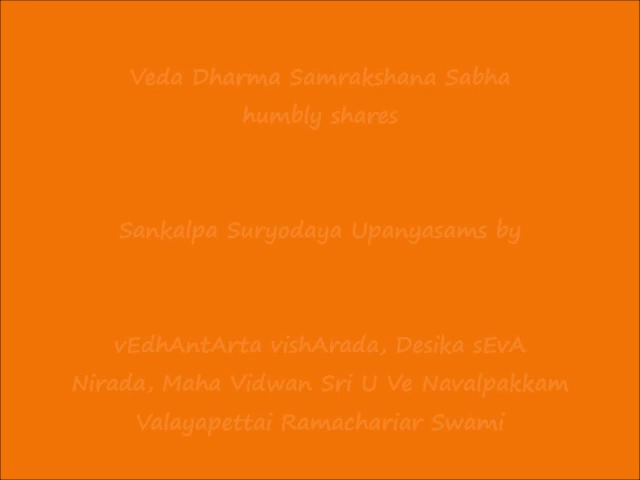 Veda Dharma Samrakshana Sabha
humbly shares
Sankalpa Suryodaya Upanyasams by
vEdhAntArta vishArada, Desika sEvA
Nirada, Maha Vidwan Sri U Ve Navalpakkam
Valayapettai Ramachariar Swami